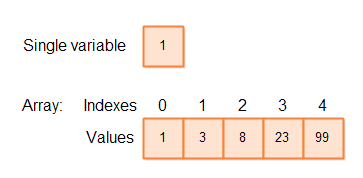 Single variable 1
Array: Indexes 0 1 2 3 4
Values 1 3 8 23 99